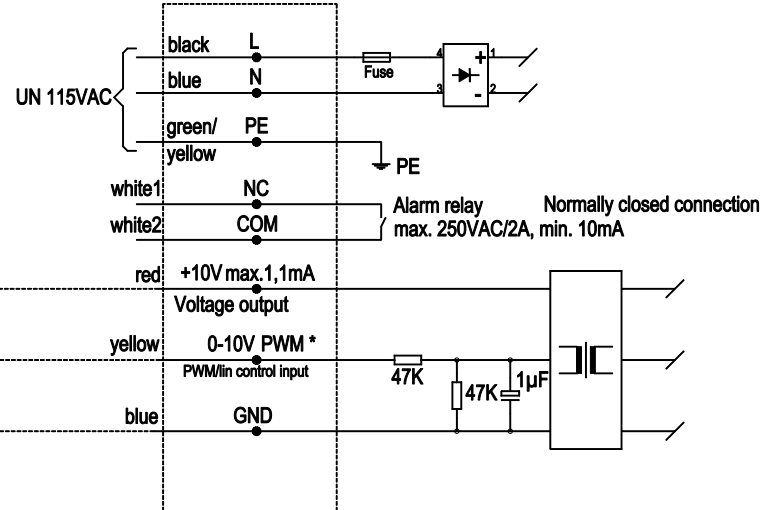 black L
blue N
UN 115VAC
Fuse
4 + 1
3 - 2
green/ PE
yellow
PE
white1 NC
white2 COM
Alarm relay Normally closed connection
max. 250VAC/2A, min. 10mA
red +10V max.1,1mA
Voltage output
yellow 0-10V PWM *
PWM/lin control input
47K
47K
1µF
blue GND